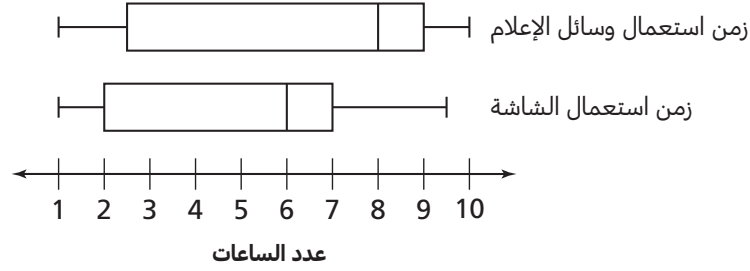 زمن استعمال وسائل الإعلام
زمن استعمال الشاشة
1 2 3 4 5 6 7 8 9 10
عدد الساعات